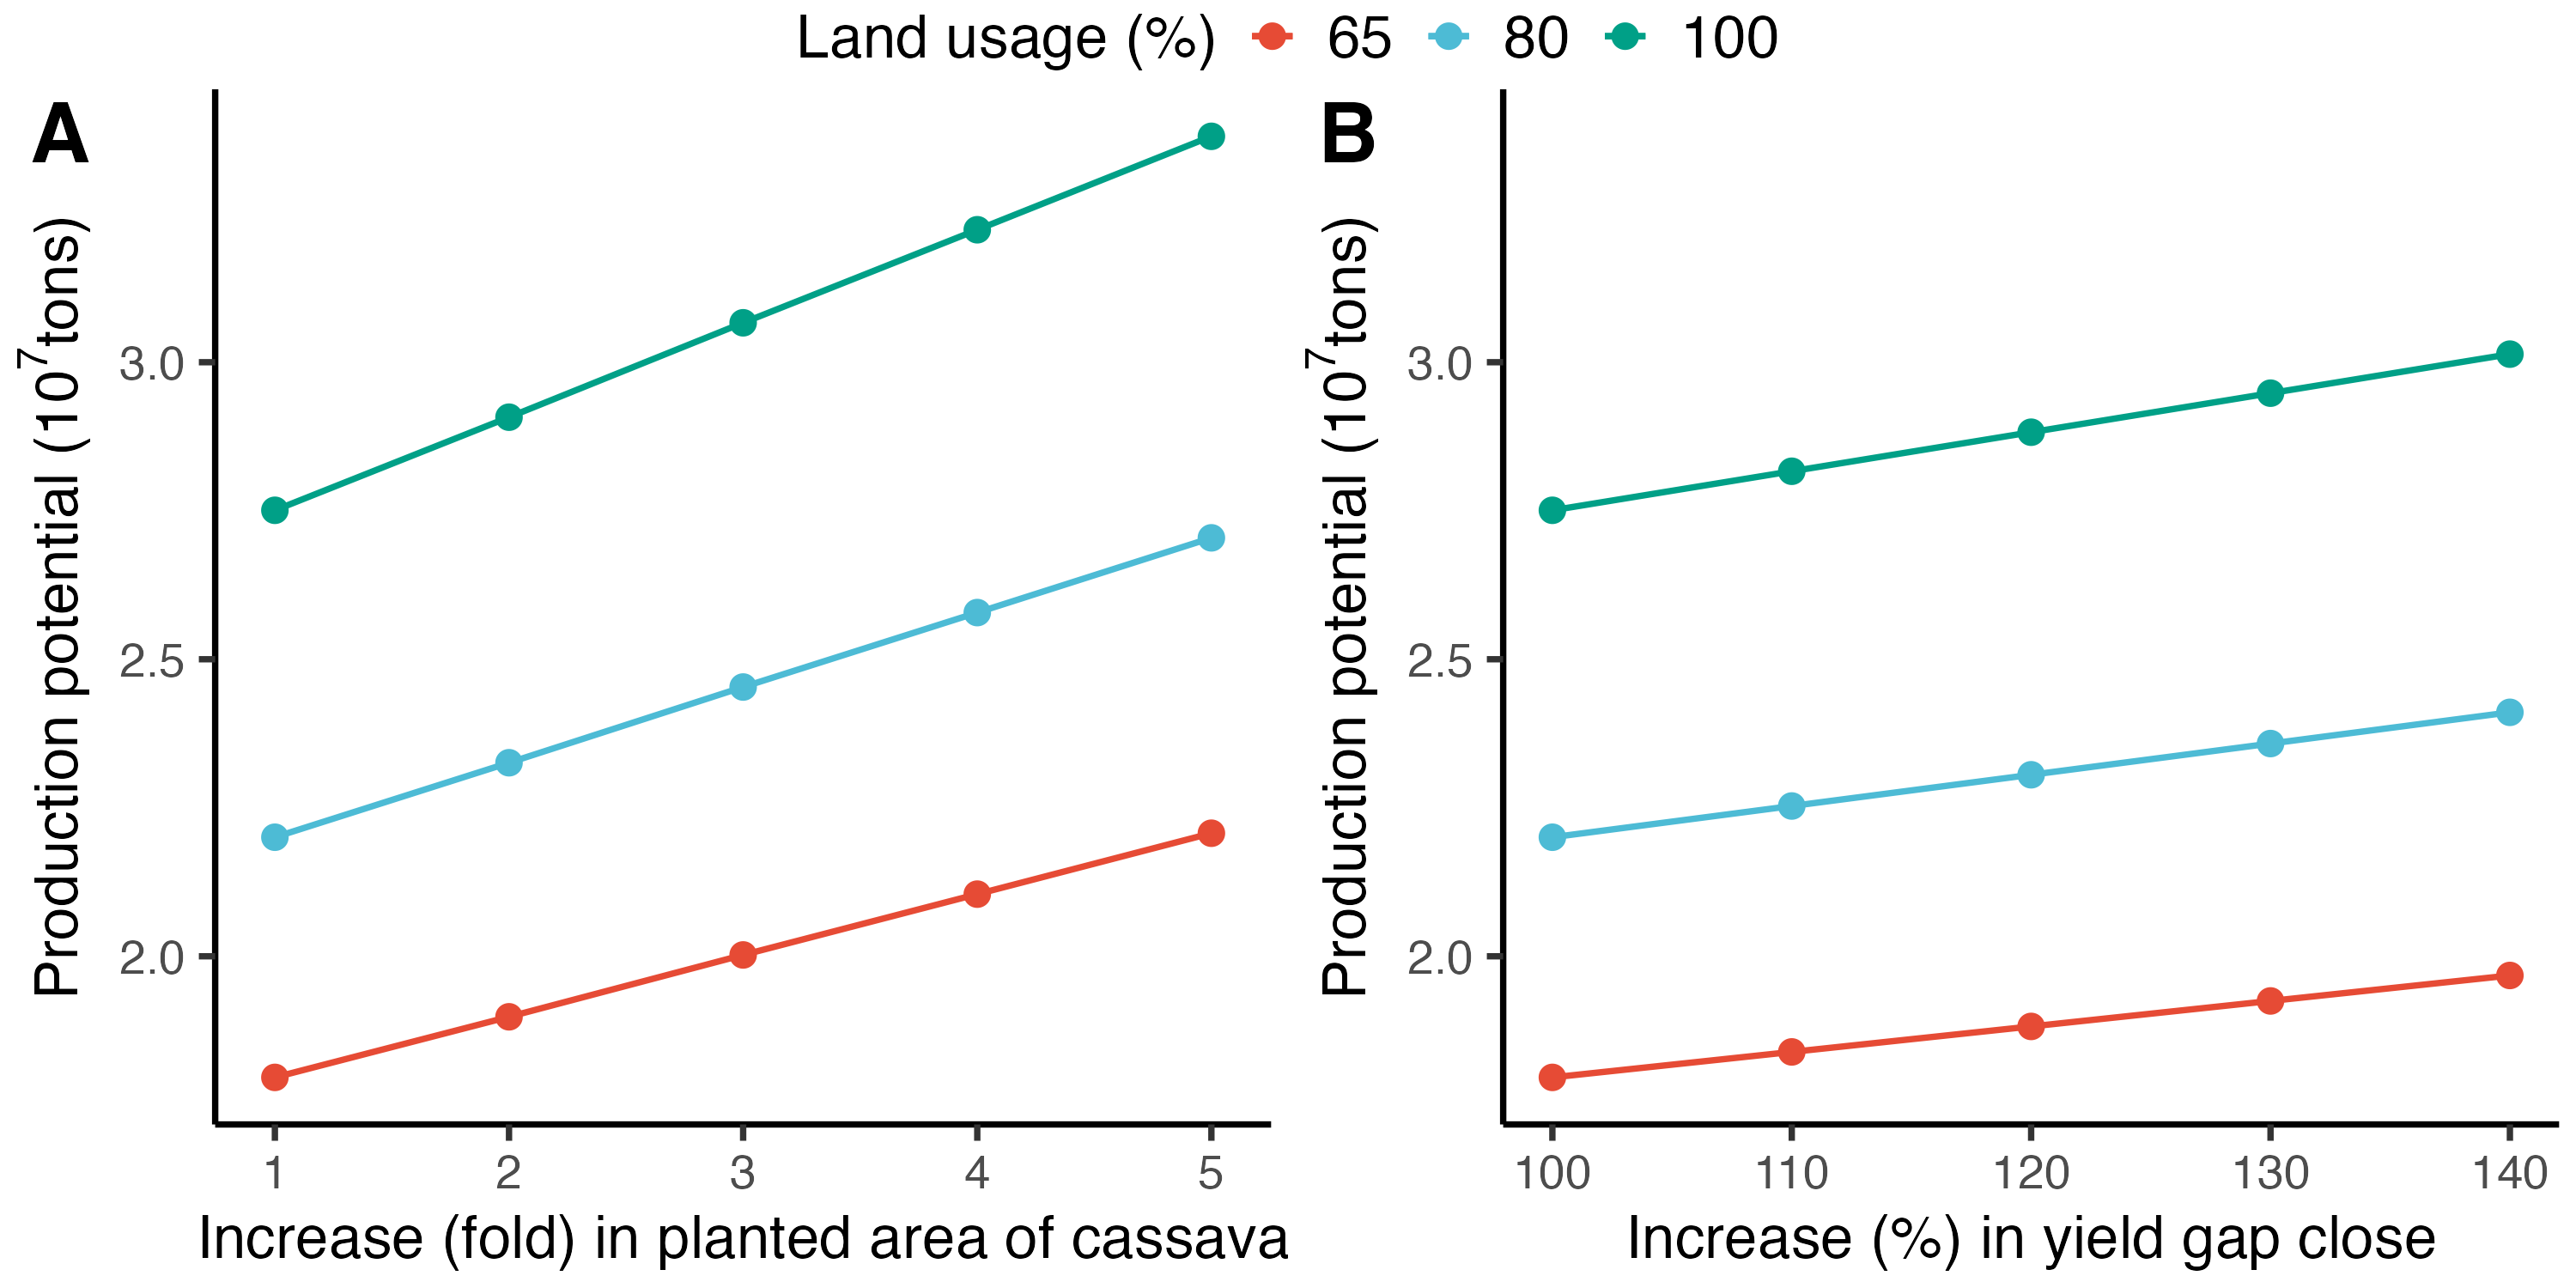 Land usage (%) 65 80 100
A
Production potential (10⁷tons)
3.0
2.5
2.0
1 2 3 4 5
Increase (fold) in planted area of cassava
B
Production potential (10⁷tons)
3.0
2.5
2.0
100 110 120 130 140
Increase (%) in yield gap close